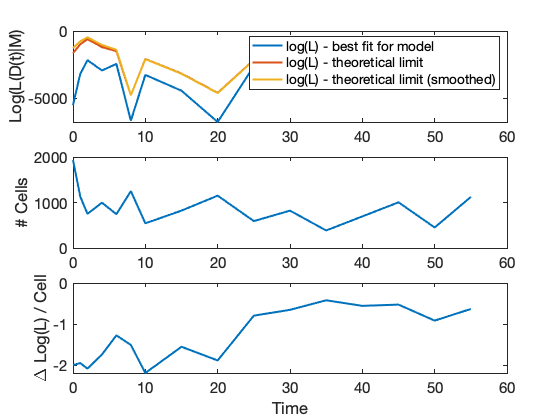 Log(L(D(t)|M)
0
-5000
log(L) - best fit for model
log(L) - theoretical limit
log(L) - theoretical limit (smoothed)
0 10 20 30 40 50 60
# Cells
2000
1000
0
0 10 20 30 40 50 60
Δ Log(L) / Cell
0
-1
-2
0 10 20 30 40 50 60
Time